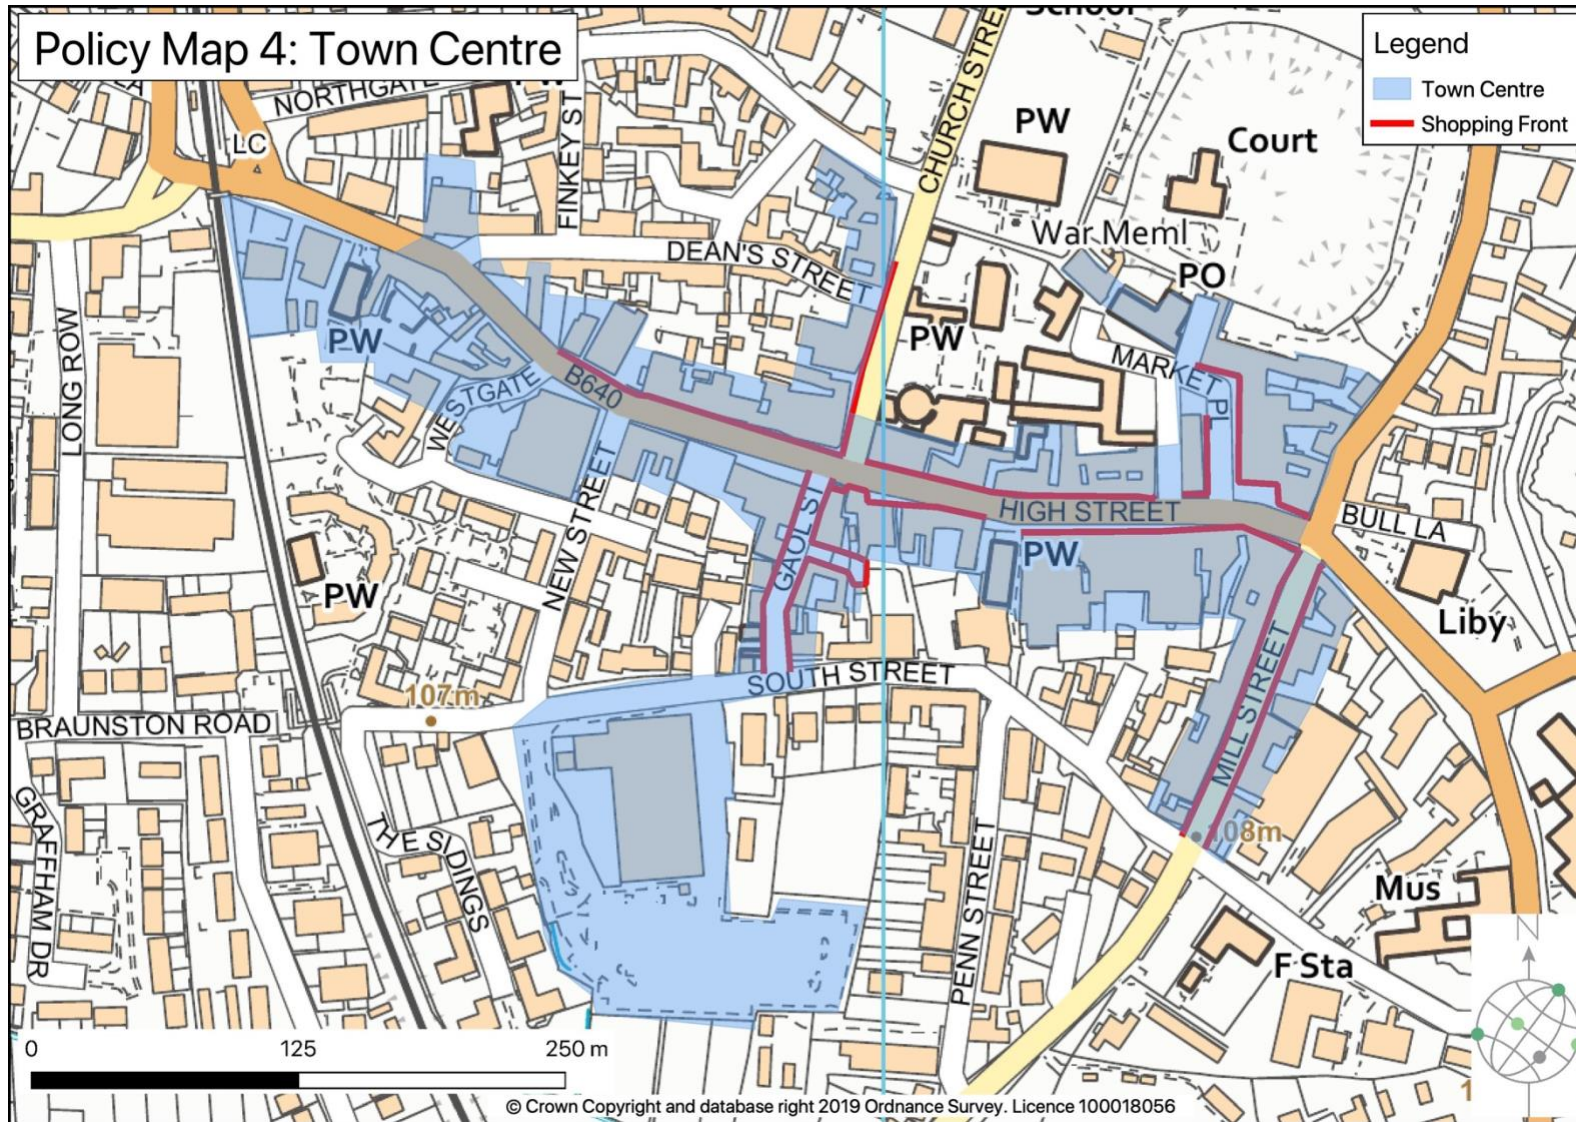 Policy Map 4: Town Centre
Legend
Town Centre
Shopping Front
School
NORTHGATE
LC
FINKEY ST
CHURCH STRE
PW
Court
War Meml
DEAN'S STREET
PO
PW
PW
MARKET PL
LONG ROW
WESTGATE
B640
HIGH STREET
BULL LA
GAOL ST
NEW STREET
PW
PW
Liby
SOUTH STREET
107m
BRAUNSTON ROAD
MILL STREET
108m
GRAFFHAM DR
THE SIDINGS
PENN STREET
Mus
F Sta
N
0 125 250 m
© Crown Copyright and database right 2019 Ordnance Survey. Licence 100018056